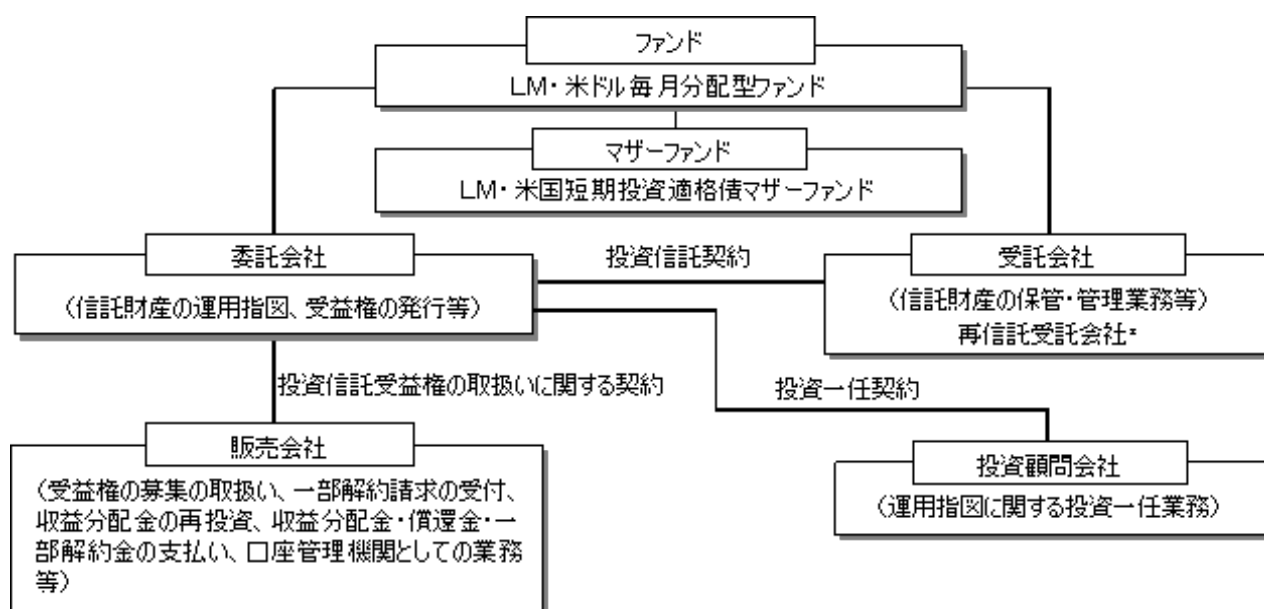 ファンド
LM・米ドル毎月分配型ファンド
マザーファンド
LM・米国短期投資適格債マザーファンド
委託会社
(信託財産の運用指図、受益権の発行等)
投資信託契約
受託会社
(信託財産の保管・管理業務等)
再信託受託会社*
投資信託受益権の取扱いに関する契約
投資一任契約
販売会社
(受益権の募集の取扱い、一部解約請求の受付、
収益分配金の再投資、収益分配金・償還金・一
部解約金の支払い、口座管理機関としての業務
等)
投資顧問会社
(運用指図に関する投資一任業務)